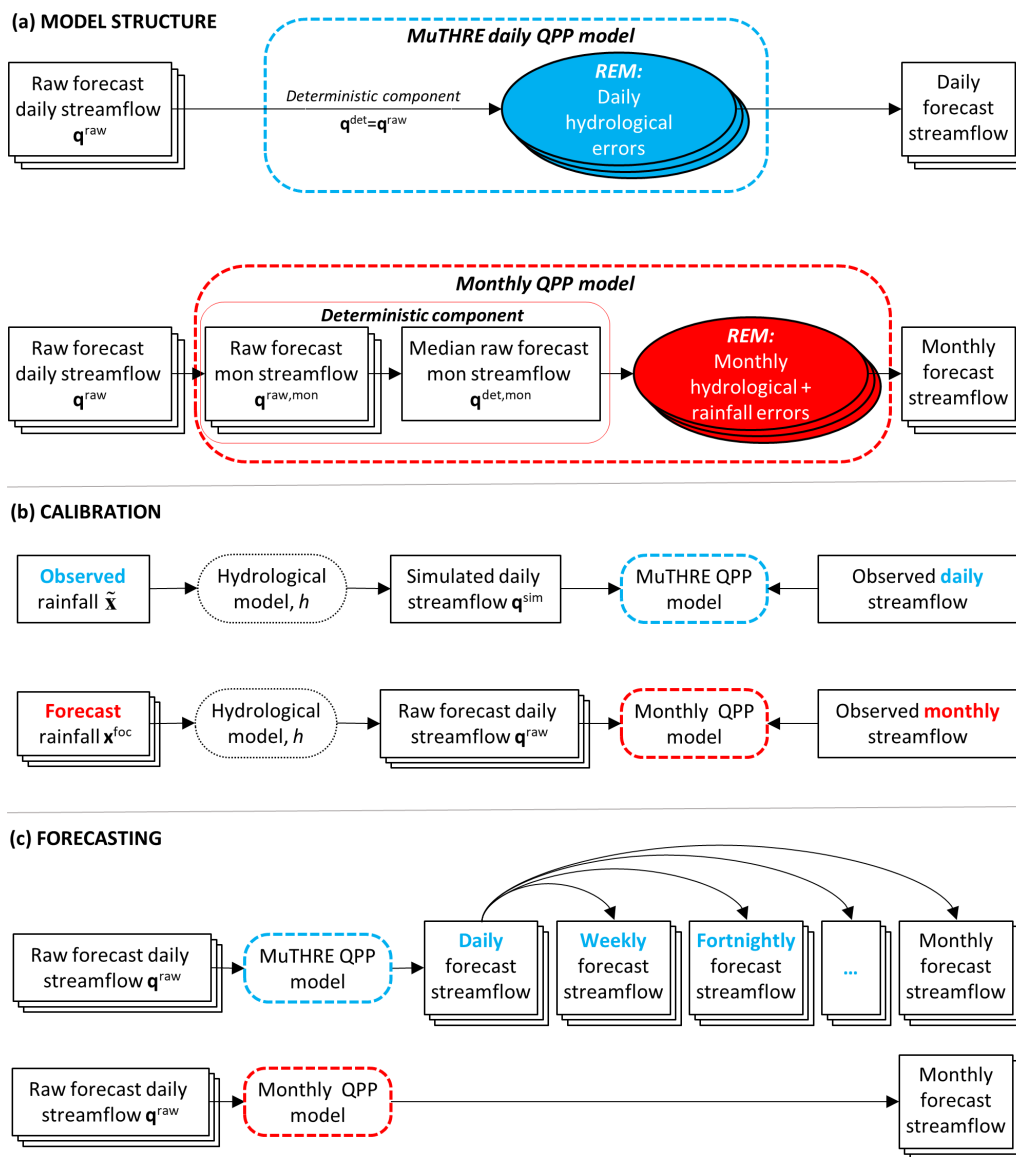 (a) MODEL STRUCTURE
MuTHRE daily QPP model
Raw forecast
daily streamflow
q^raw
Deterministic component
q^det=q^raw
REM:
Daily
hydrological
errors
Daily
forecast
streamflow
Monthly QPP model
Deterministic component
Raw forecast
daily streamflow
q^raw
Raw forecast
mon streamflow
q^raw,mon
Median raw forecast
mon streamflow
q^det,mon
REM:
Monthly
hydrological +
rainfall errors
Monthly
forecast
streamflow
(b) CALIBRATION
Observed
rainfall x̃
Hydrological
model, h
Simulated daily
streamflow q^sim
MuTHRE QPP
model
Observed daily
streamflow
Forecast
rainfall x^foc
Hydrological
model, h
Raw forecast daily
streamflow q^raw
Monthly QPP
model
Observed monthly
streamflow
(c) FORECASTING
Raw forecast daily
streamflow q^raw
MuTHRE QPP
model
Daily
forecast
streamflow
Weekly
forecast
streamflow
Fortnightly
forecast
streamflow
...
Monthly
forecast
streamflow
Raw forecast daily
streamflow q^raw
Monthly QPP
model
Monthly
forecast
streamflow